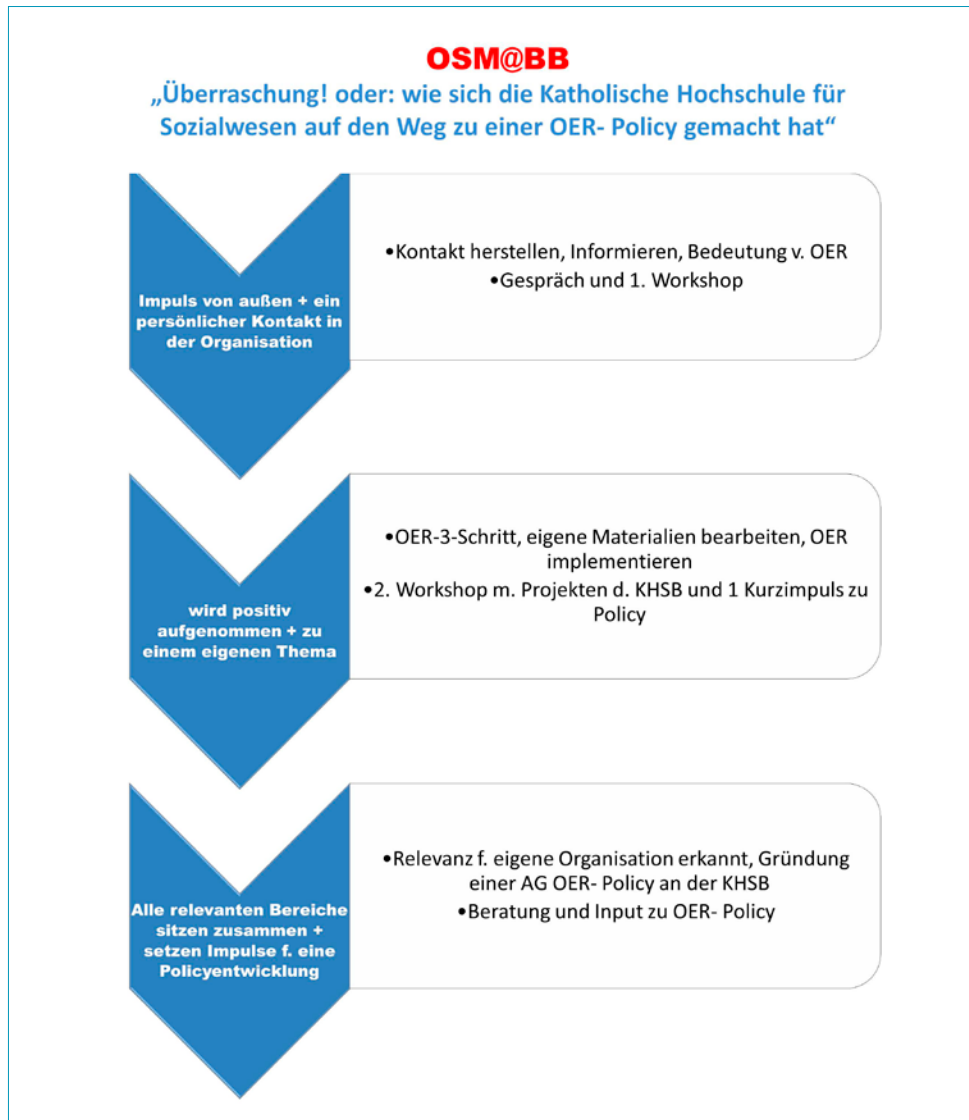 OSM@BB
„Überraschung! oder: wie sich die Katholische Hochschule für
Sozialwesen auf den Weg zu einer OER- Policy gemacht hat“
Impuls von außen + ein
persönlicher Kontakt in
der Organisation
•Kontakt herstellen, Informieren, Bedeutung v. OER
•Gespräch und 1. Workshop
wird positiv
aufgenommen + zu
einem eigenen Thema
•OER-3-Schritt, eigene Materialien bearbeiten, OER
implementieren
•2. Workshop m. Projekten d. KHSB und 1 Kurzimpuls zu
Policy
Alle relevanten Bereiche
sitzen zusammen +
setzen Impulse f. eine
Policyentwicklung
•Relevanz f. eigene Organisation erkannt, Gründung
einer AG OER- Policy an der KHSB
•Beratung und Input zu OER- Policy